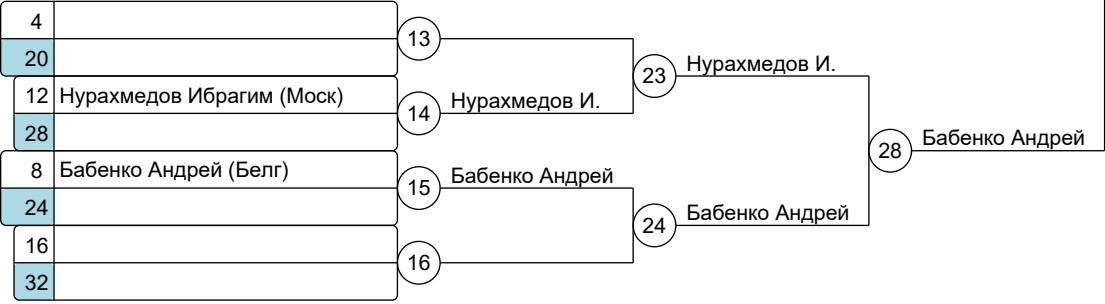 4
20
13
12 Нурахмедов Ибрагим (Моск)
28
14
Нурахмедов И.
23
Нурахмедов И.
8 Бабенко Андрей (Белг)
24
15
Бабенко Андрей
16
32
16
24
Бабенко Андрей
28
Бабенко Андрей